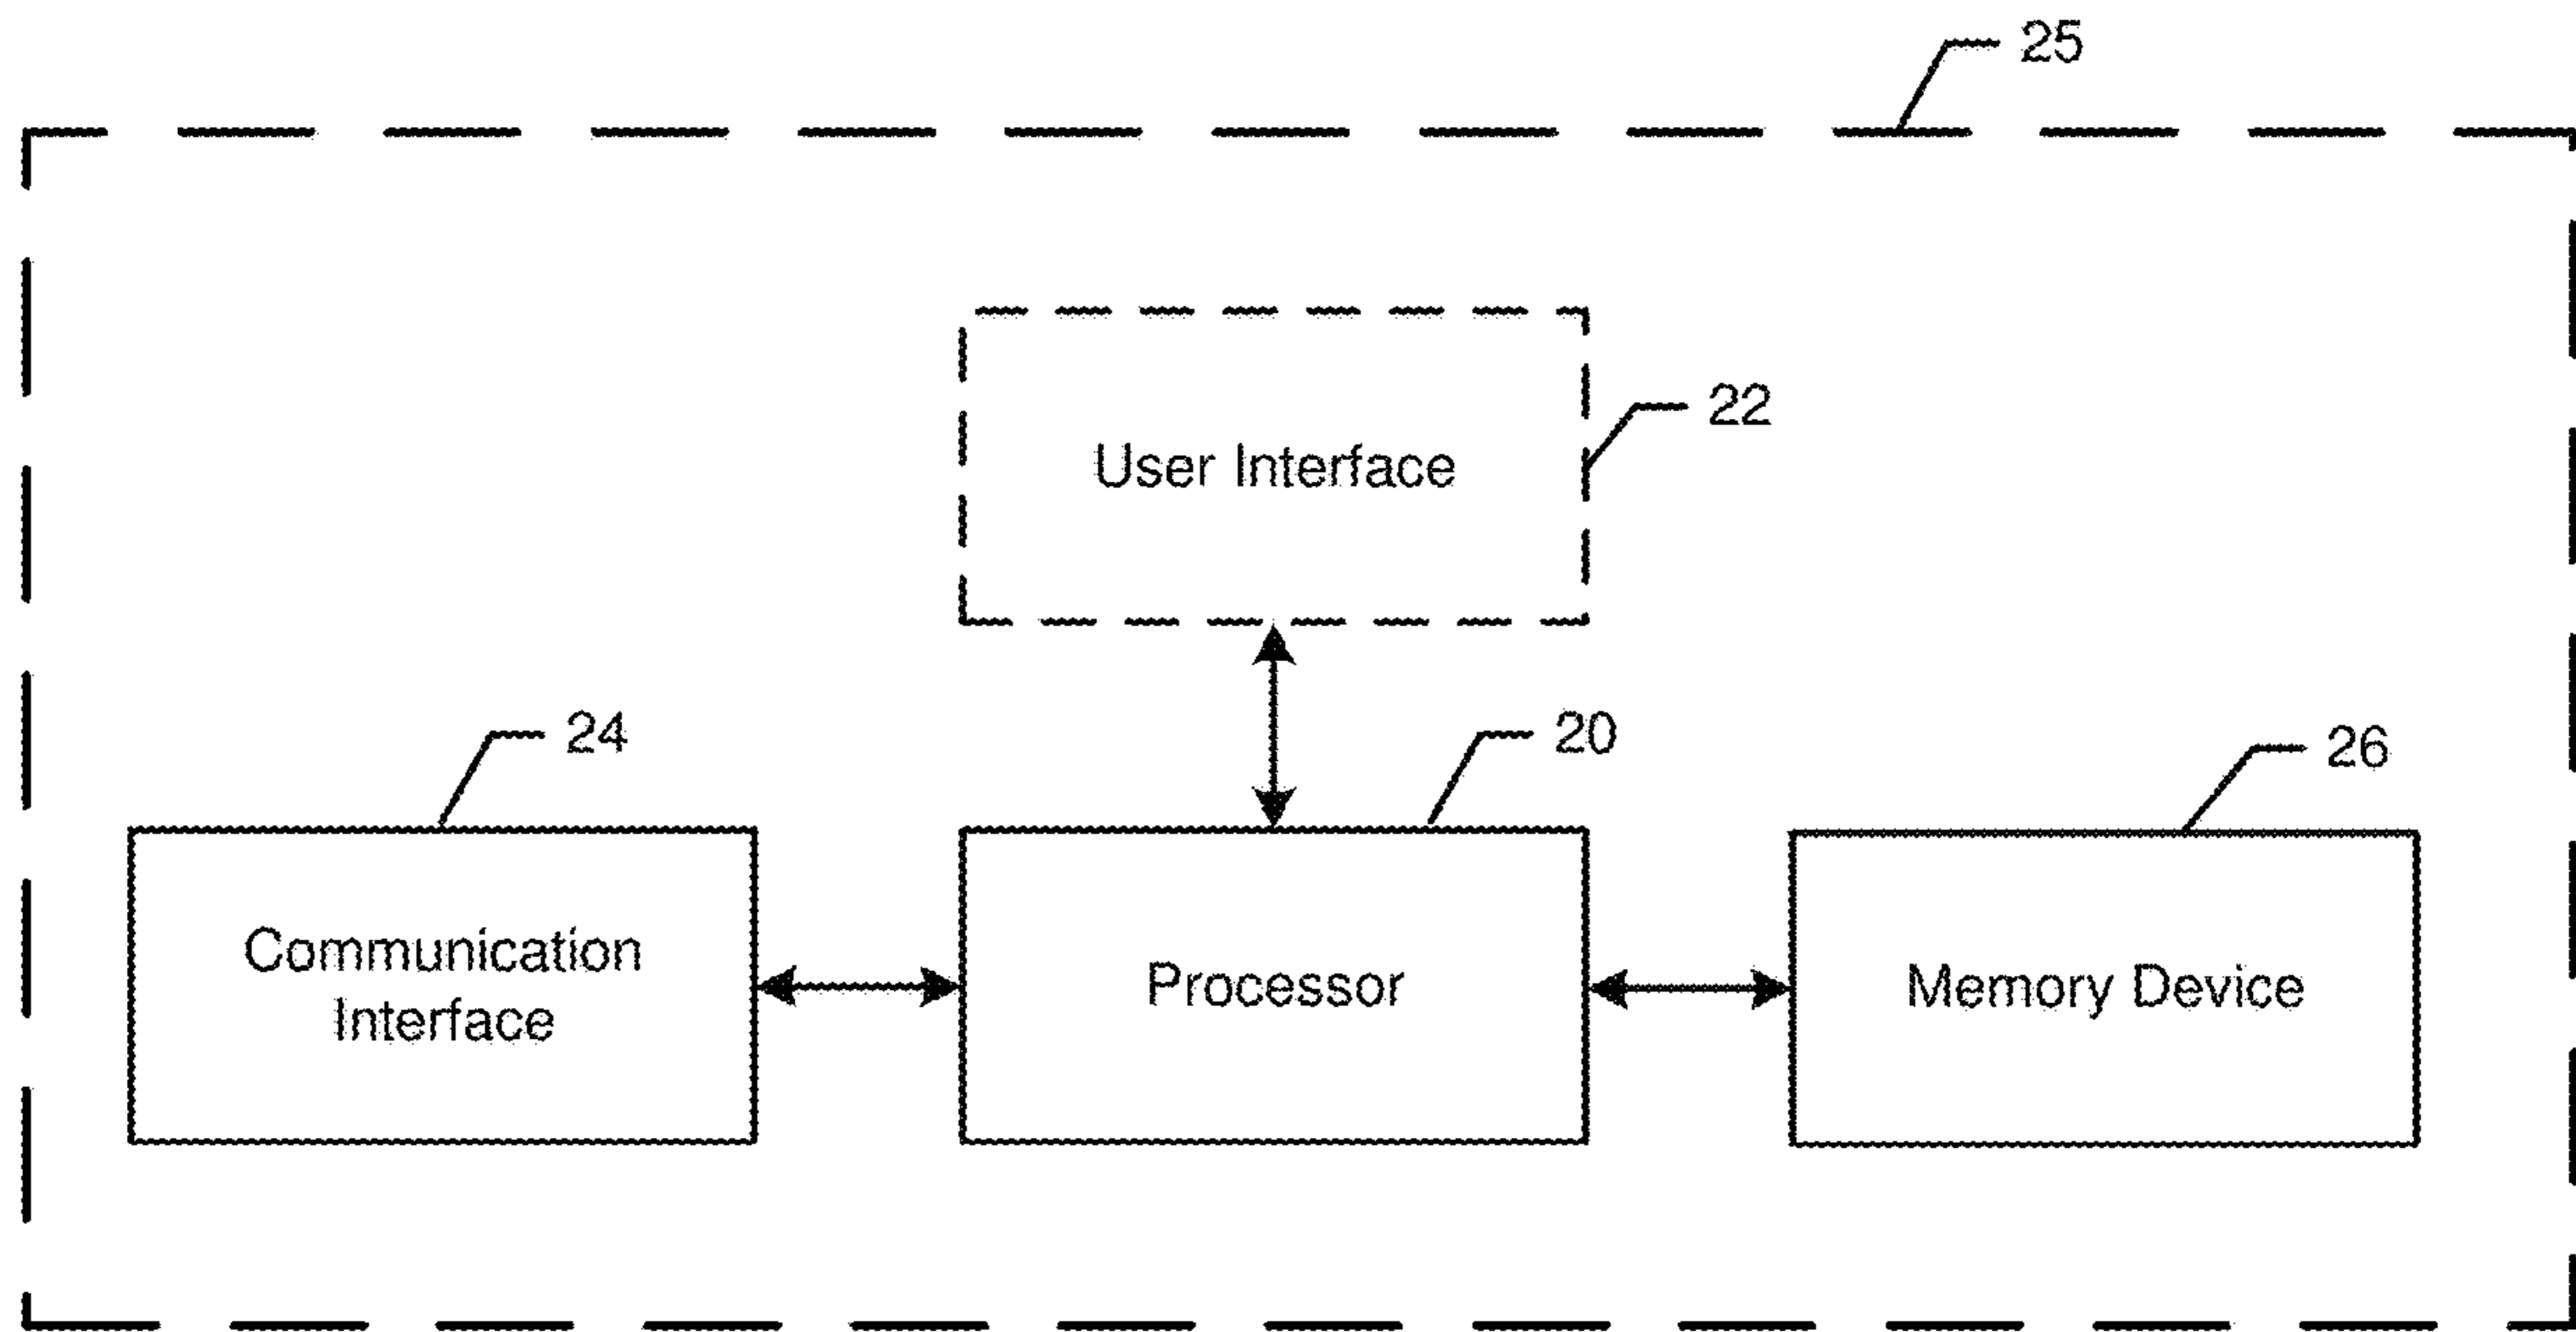 25
User Interface
22
24
20
26
Communication
Interface
Processor
Memory Device